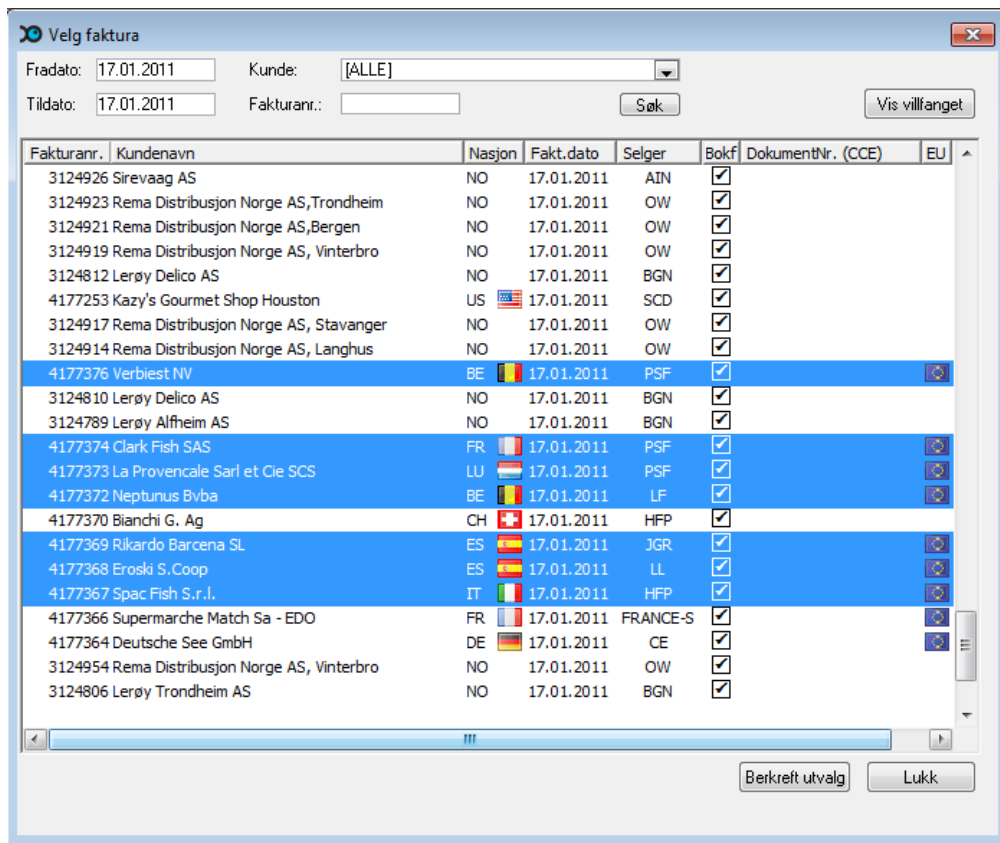 Velg faktura
Fradato: 17.01.2011 Kunde: [ALLE]
Tildato: 17.01.2011 Fakturanr.: Søk Vis villfanget
Fakturanr. Kundenavn Nasjon Fakt.dato Selger Bokf DokumentNr. (CCE) EU
3124926 Sirevaag AS NO 17.01.2011 AIN
3124923 Rema Distribusjon Norge AS,Trondheim NO 17.01.2011 OW
3124921 Rema Distribusjon Norge AS,Bergen NO 17.01.2011 OW
3124919 Rema Distribusjon Norge AS, Vinterbro NO 17.01.2011 OW
3124812 Lerøy Delico AS NO 17.01.2011 BGN
4177253 Kazy's Gourmet Shop Houston US 17.01.2011 SCD
3124917 Rema Distribusjon Norge AS, Stavanger NO 17.01.2011 OW
3124914 Rema Distribusjon Norge AS, Langhus NO 17.01.2011 OW
4177376 Verbiest NV BE 17.01.2011 PSF
3124810 Lerøy Delico AS NO 17.01.2011 BGN
3124789 Lerøy Alfheim AS NO 17.01.2011 BGN
4177374 Clark Fish SAS FR 17.01.2011 PSF
4177373 La Provencale Sarl et Cie SCS LU 17.01.2011 PSF
4177372 Neptunus Bvba BE 17.01.2011 LF
4177370 Bianchi G. Ag CH 17.01.2011 HFP
4177369 Rikardo Barcena SL ES 17.01.2011 JGR
4177368 Eroski S.Coop ES 17.01.2011 LL
4177367 Spac Fish S.r.l. IT 17.01.2011 HFP
4177366 Supermarche Match Sa - EDO FR 17.01.2011 FRANCE-S
4177364 Deutsche See GmbH DE 17.01.2011 CE
3124954 Rema Distribusjon Norge AS, Vinterbro NO 17.01.2011 OW
3124806 Lerøy Trondheim AS NO 17.01.2011 BGN
Berkreft utvalg Lukk